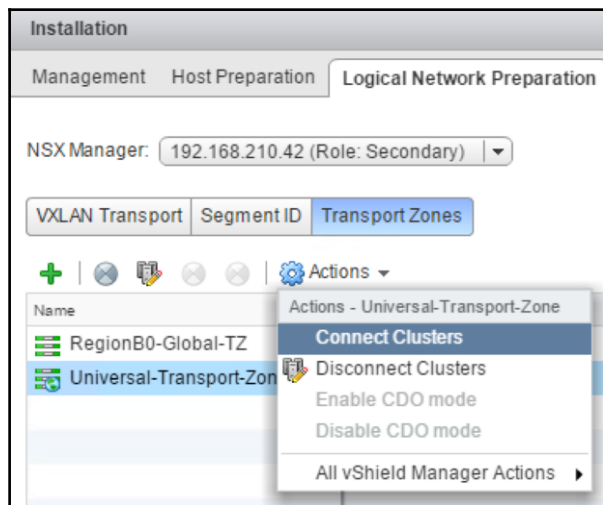 Installation
Management Host Preparation Logical Network Preparation
NSX Manager: 192.168.210.42 (Role: Secondary)
VXLAN Transport Segment ID Transport Zones
Actions
Name
Actions - Universal-Transport-Zone
RegionB0-Global-TZ
Connect Clusters
Universal-Transport-Zon
Disconnect Clusters
Enable CDO mode
Disable CDO mode
All vShield Manager Actions